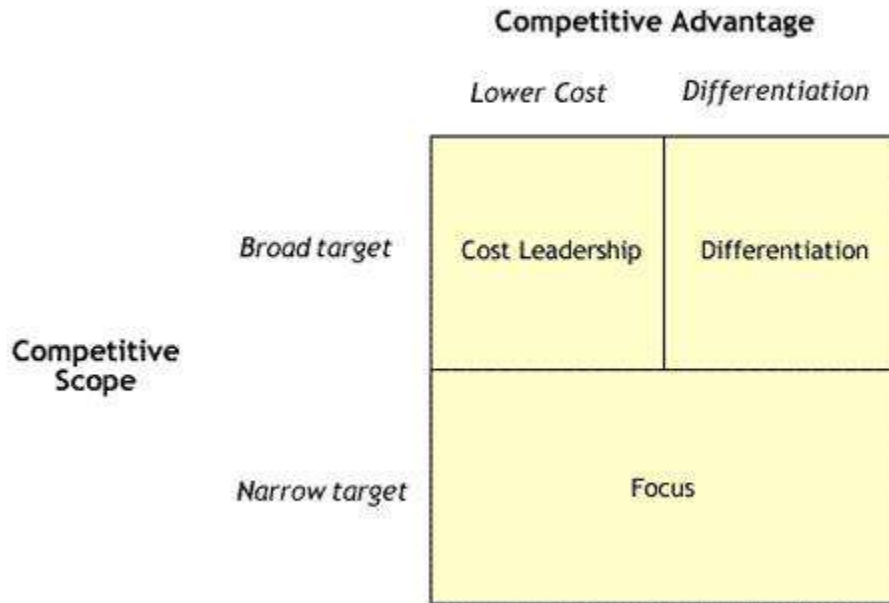 Competitive Advantage
Lower Cost Differentiation
Broad target Cost Leadership Differentiation
Competitive
Scope
Narrow target Focus